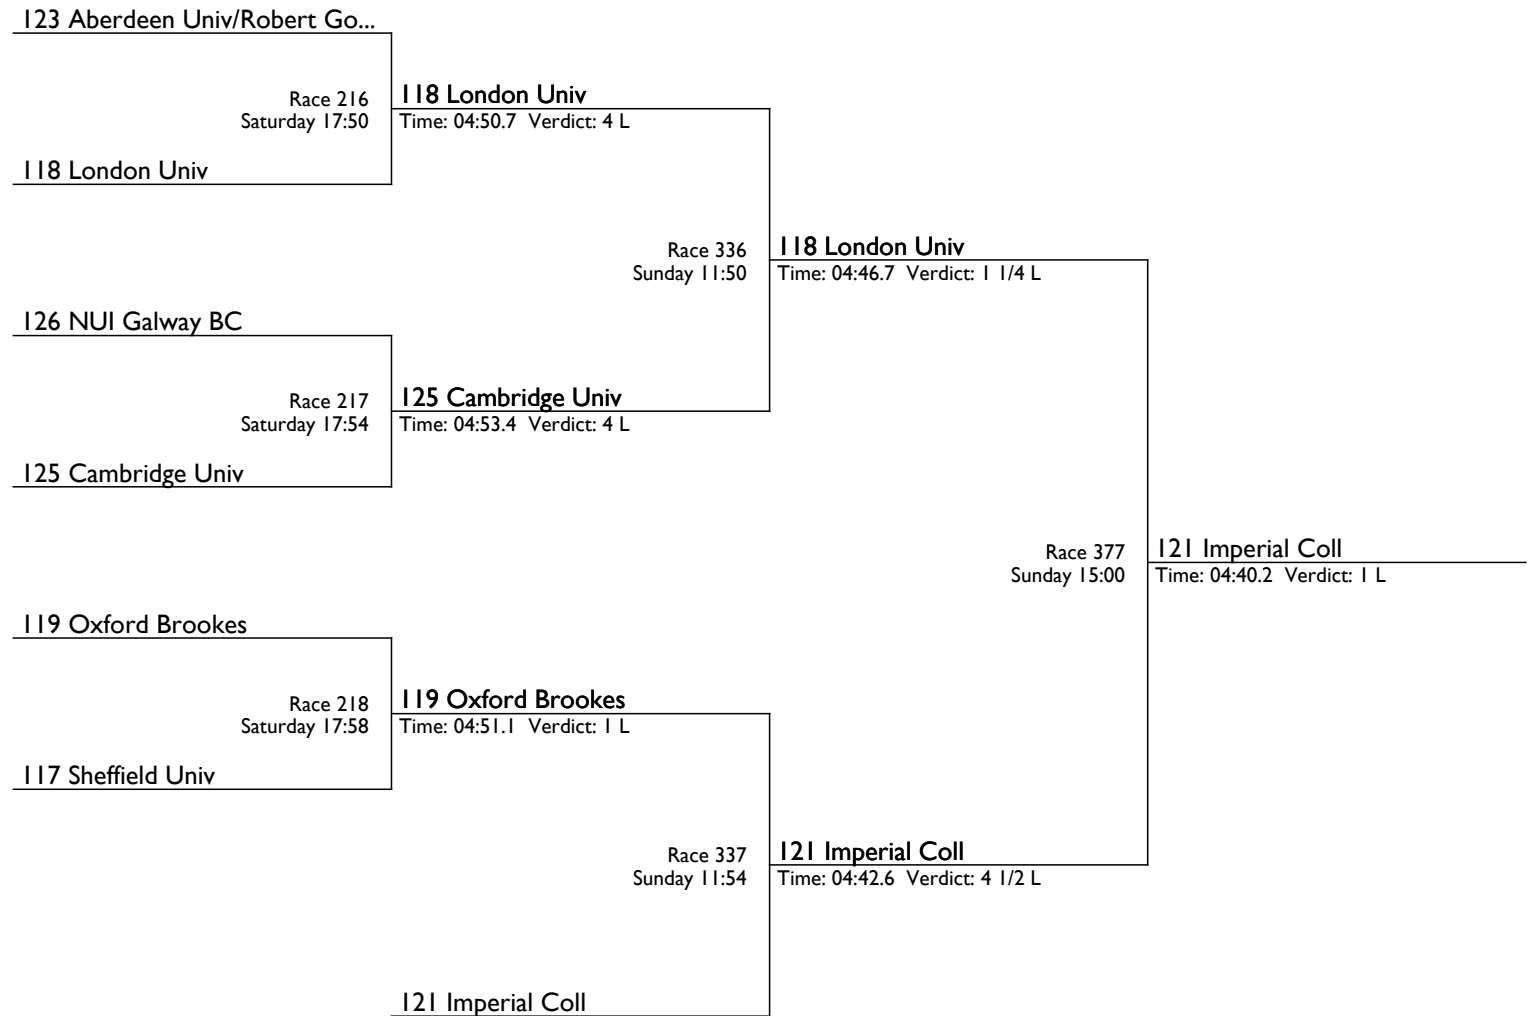 123 Aberdeen Univ/Robert Go...
Race 216
Saturday 17:50
118 London Univ
Time: 04:50.7 Verdict: 4 L
118 London Univ
Race 336
Sunday 11:50
118 London Univ
Time: 04:46.7 Verdict: 1 1/4 L
126 NUI Galway BC
Race 217
Saturday 17:54
125 Cambridge Univ
Time: 04:53.4 Verdict: 4 L
125 Cambridge Univ
Race 377
Sunday 15:00
121 Imperial Coll
Time: 04:40.2 Verdict: 1 L
119 Oxford Brookes
Race 218
Saturday 17:58
119 Oxford Brookes
Time: 04:51.1 Verdict: 1 L
117 Sheffield Univ
Race 337
Sunday 11:54
121 Imperial Coll
Time: 04:42.6 Verdict: 4 1/2 L
121 Imperial Coll